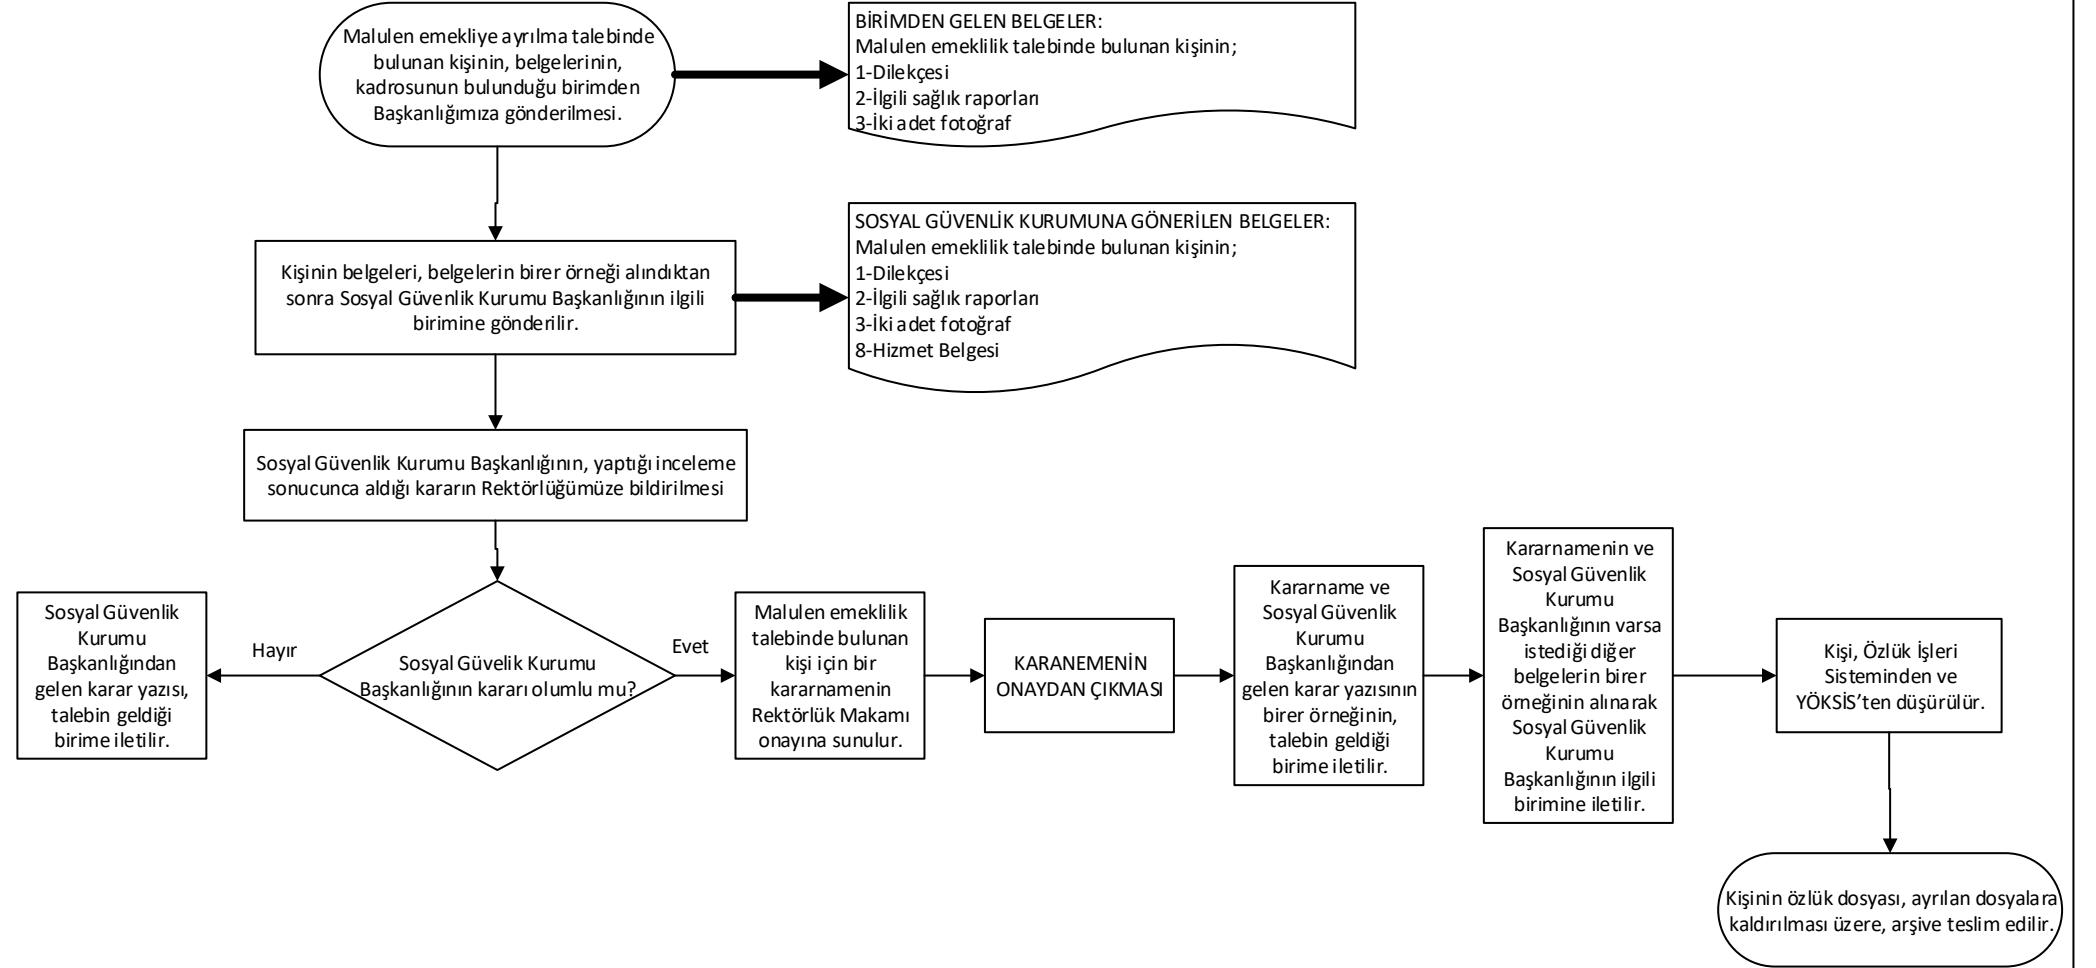 Malulen emekliye ayrılma talebinde
bulunan kişinin, belgelerinin,
kadrosunun bulunduğu birimden
Başkanlığımıza gönderilmesi.
BİRİMDEN GELEN BELGELER:
Malulen emeklilik talebinde bulunan kişinin;
1-Dilekçesi
2-İlgili sağlık raporları
3-İki adet fotoğraf
Kişinin belgeleri, belgelerin birer örneği alındıktan
sonra Sosyal Güvenlik Kurumu Başkanlığının ilgili
birimine gönderilir.
SOSYAL GÜVENLİK KURUMUNA GÖNERİLEN BELGELER:
Malulen emeklilik talebinde bulunan kişinin;
1-Dilekçesi
2-İlgili sağlık raporları
3-İki adet fotoğraf
8-Hizmet Belgesi
Sosyal Güvenlik Kurumu Başkanlığının, yaptığı inceleme
sonucunca aldığı kararın Rektörlüğümüze bildirilmesi
Sosyal Güvenlik
Kurumu
Başkanlığından
gelen karar yazısı,
talebin geldiği
birime iletilir.
Hayır
Sosyal Güvelik Kurumu
Başkanlığının kararı olumlu mu?
Evet
Malulen emeklilik
talebinde bulunan
kişi için bir
kararnamenin
Rektörlük Makamı
onayına sunulur.
KARANEMENİN
ONAYDAN ÇIKMASI
Kararname ve
Sosyal Güvenlik
Kurumu
Başkanlığından
gelen karar yazısının
birer örneğinin,
talebin geldiği
birime iletilir.
Kararnamenin ve
Sosyal Güvenlik
Kurumu
Başkanlığının varsa
istediği diğer
belgelerin birer
örneğinin alınarak
Sosyal Güvenlik
Kurumu
Başkanlığının ilgili
birimine iletilir.
Kişi, Özlük İşleri
Sisteminden ve
YÖKSİS’ten düşürülür.
Kişinin özlük dosyası, ayrılan dosyalara
kaldırılması üzere, arşive teslim edilir.